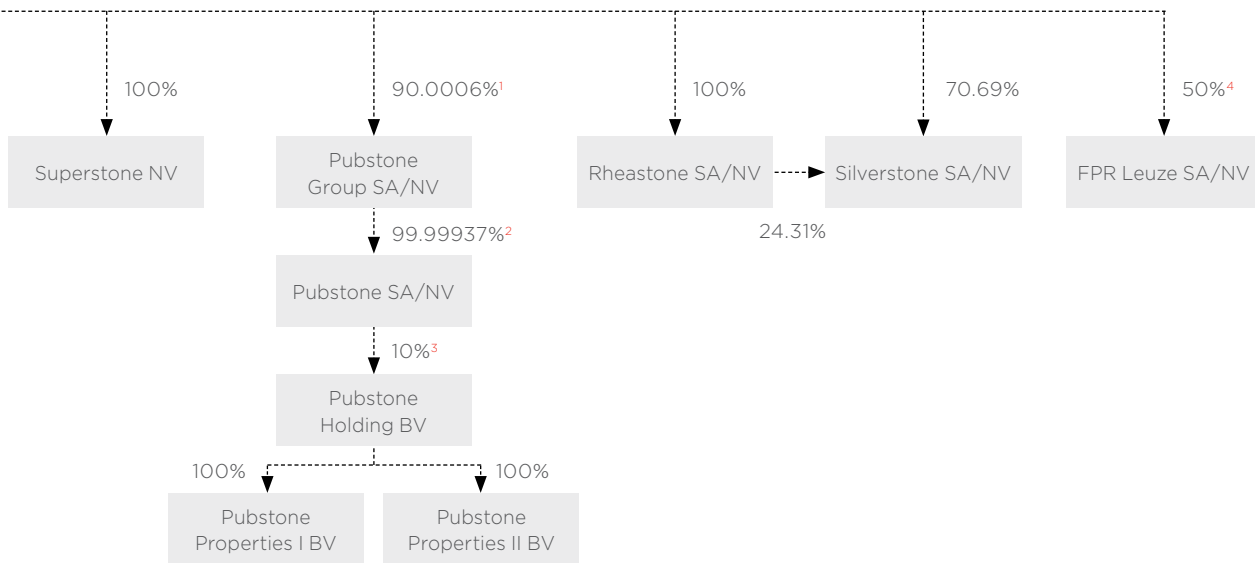 100%
90.0006%¹
100%
70.69%
50%⁴
Superstone NV
Pubstone
Group SA/NV
Rheastone SA/NV
Silverstone SA/NV
FPR Leuze SA/NV
24.31%
99.99937%²
Pubstone SA/NV
10%³
Pubstone
Holding BV
100%
100%
Pubstone
Properties I BV
Pubstone
Properties II BV